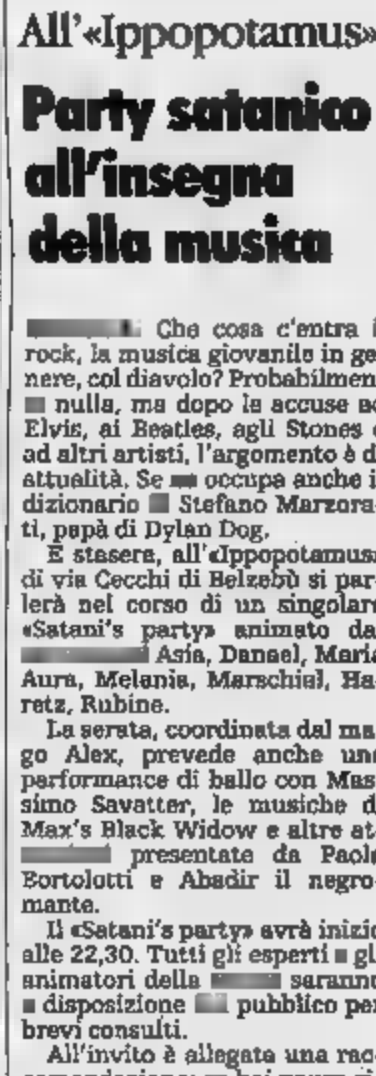 All'«Ippopotamus»
Party satanico
all'insegna
della musica
Che cosa c'entra i
rock, la musica giovanile in ge
nere, col diavolo? Probabilmen
nulla, ma dopo le accuse ac
Elvis, ai Beatles, agli Stones e
ad altri artisti, l'argomento è d
attualità. Se occupa anche i
dizionario Stefano Marzora-
ti, papà di Dylan Dog.
E stasera, all'«Ippopotamus»
di via Cecchi di Belzebù si par-
lerà nel corso di un singolare
«Satani's party» animato da
Asia, Danael, Maria
Aura, Melania, Marschial, Ha-
retz, Rubine.
La serata, coordinata dal ma-
go Alex, prevede anche una
performance di ballo con Mas
simo Savatter, le musiche d
Max's Black Widow e altre at-
presentate da Paole
Bortolotti e Abadir il negro-
mante.
Il «Satani's party» avrà inizio
alle 22,30. Tutti gli esperti gl
animatori della saranno
disposizione pubblico per
brevi consulti.
All'invito è allegata una rac-